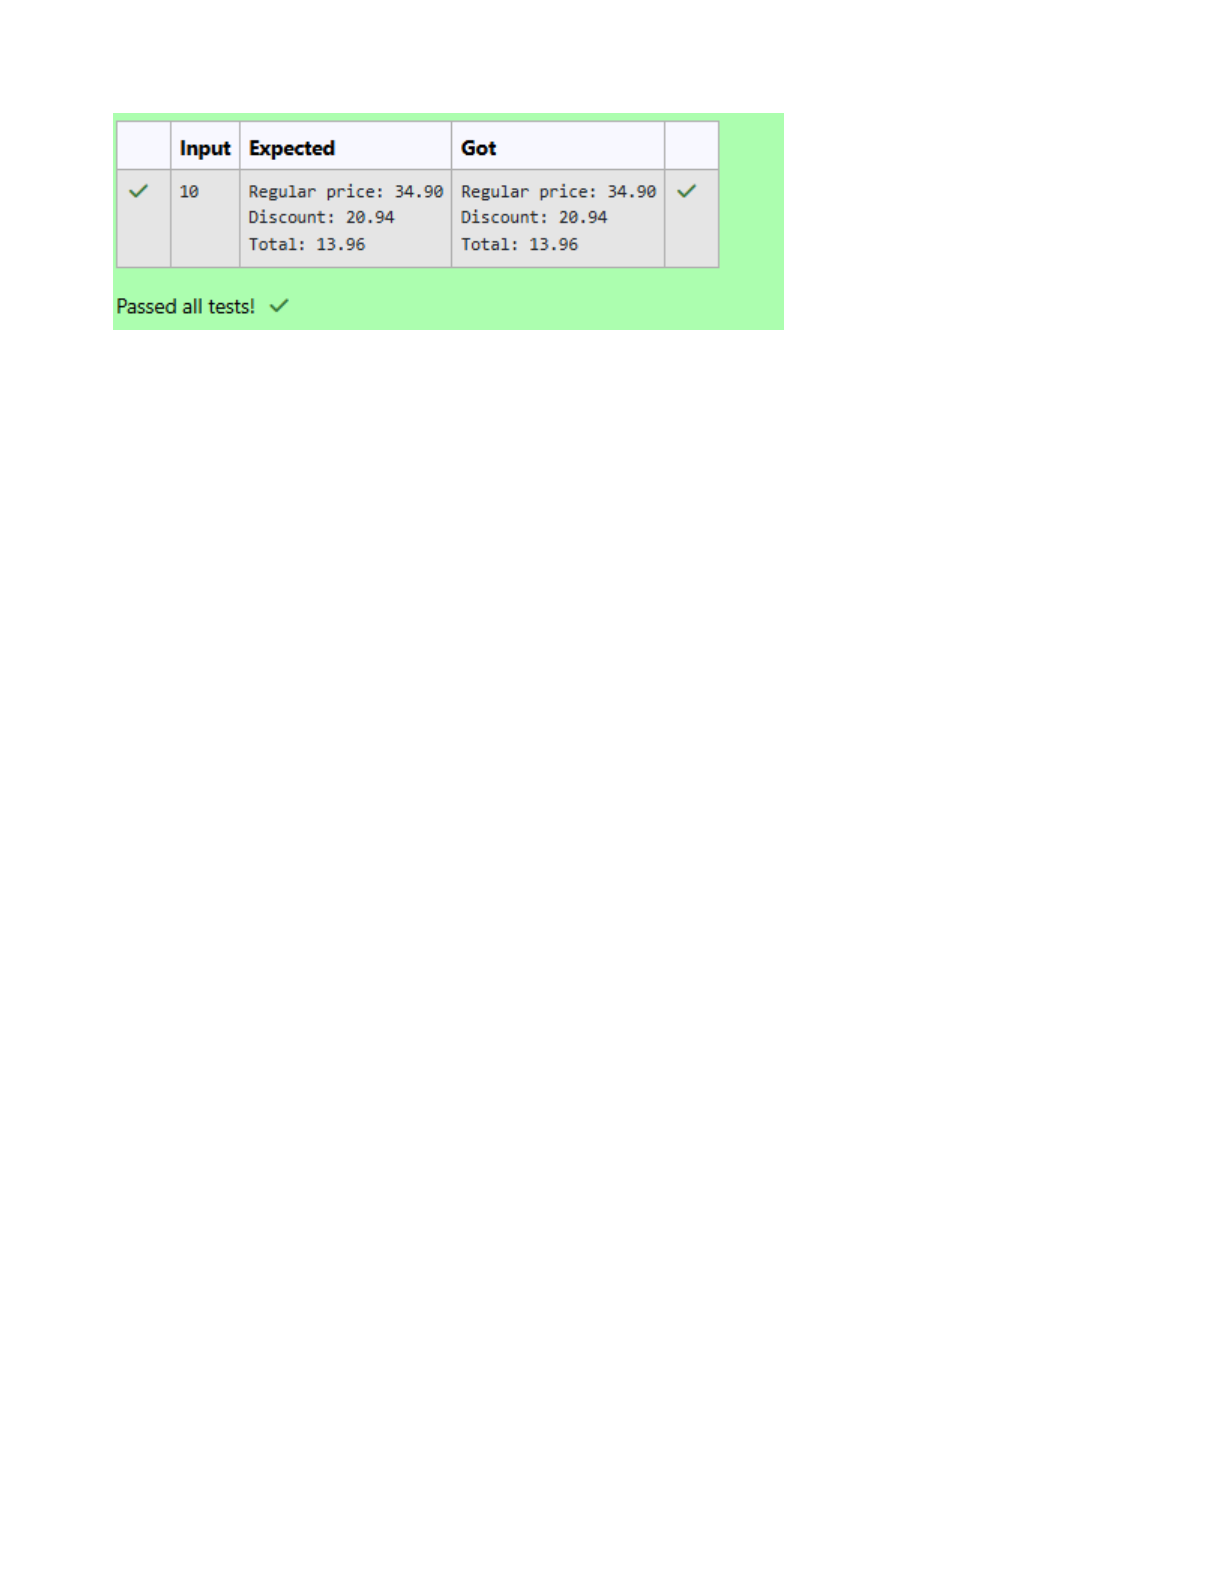 Input Expected Got
10 Regular price: 34.90 Regular price: 34.90
Discount: 20.94 Discount: 20.94
Total: 13.96 Total: 13.96
Passed all tests!